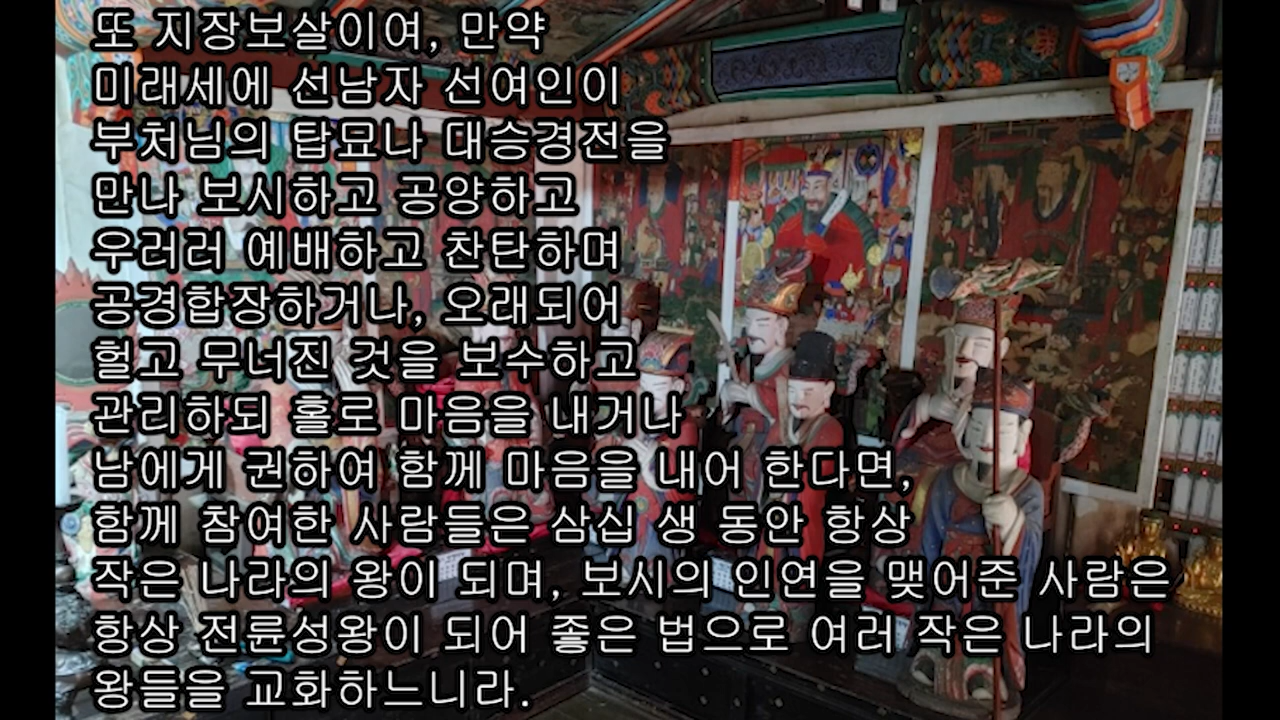 또 지장보살이여, 만약
미래세에 선남자 선여인이
부처님의 탑묘나 대승경전을
만나 보시하고 공양하고
우러러 예배하고 찬탄하며
공경합장하거나, 오래되어
헐고 무너진 것을 보수하고
관리하되 홀로 마음을 내거나
남에게 권하여 함께 마음을 내어 한다면,
함께 참여한 사람들은 삼십 생 동안 항상
작은 나라의 왕이 되며, 보시의 인연을 맺어준 사람은
항상 전륜성왕이 되어 좋은 법으로 여러 작은 나라의
왕들을 교화하느니라.